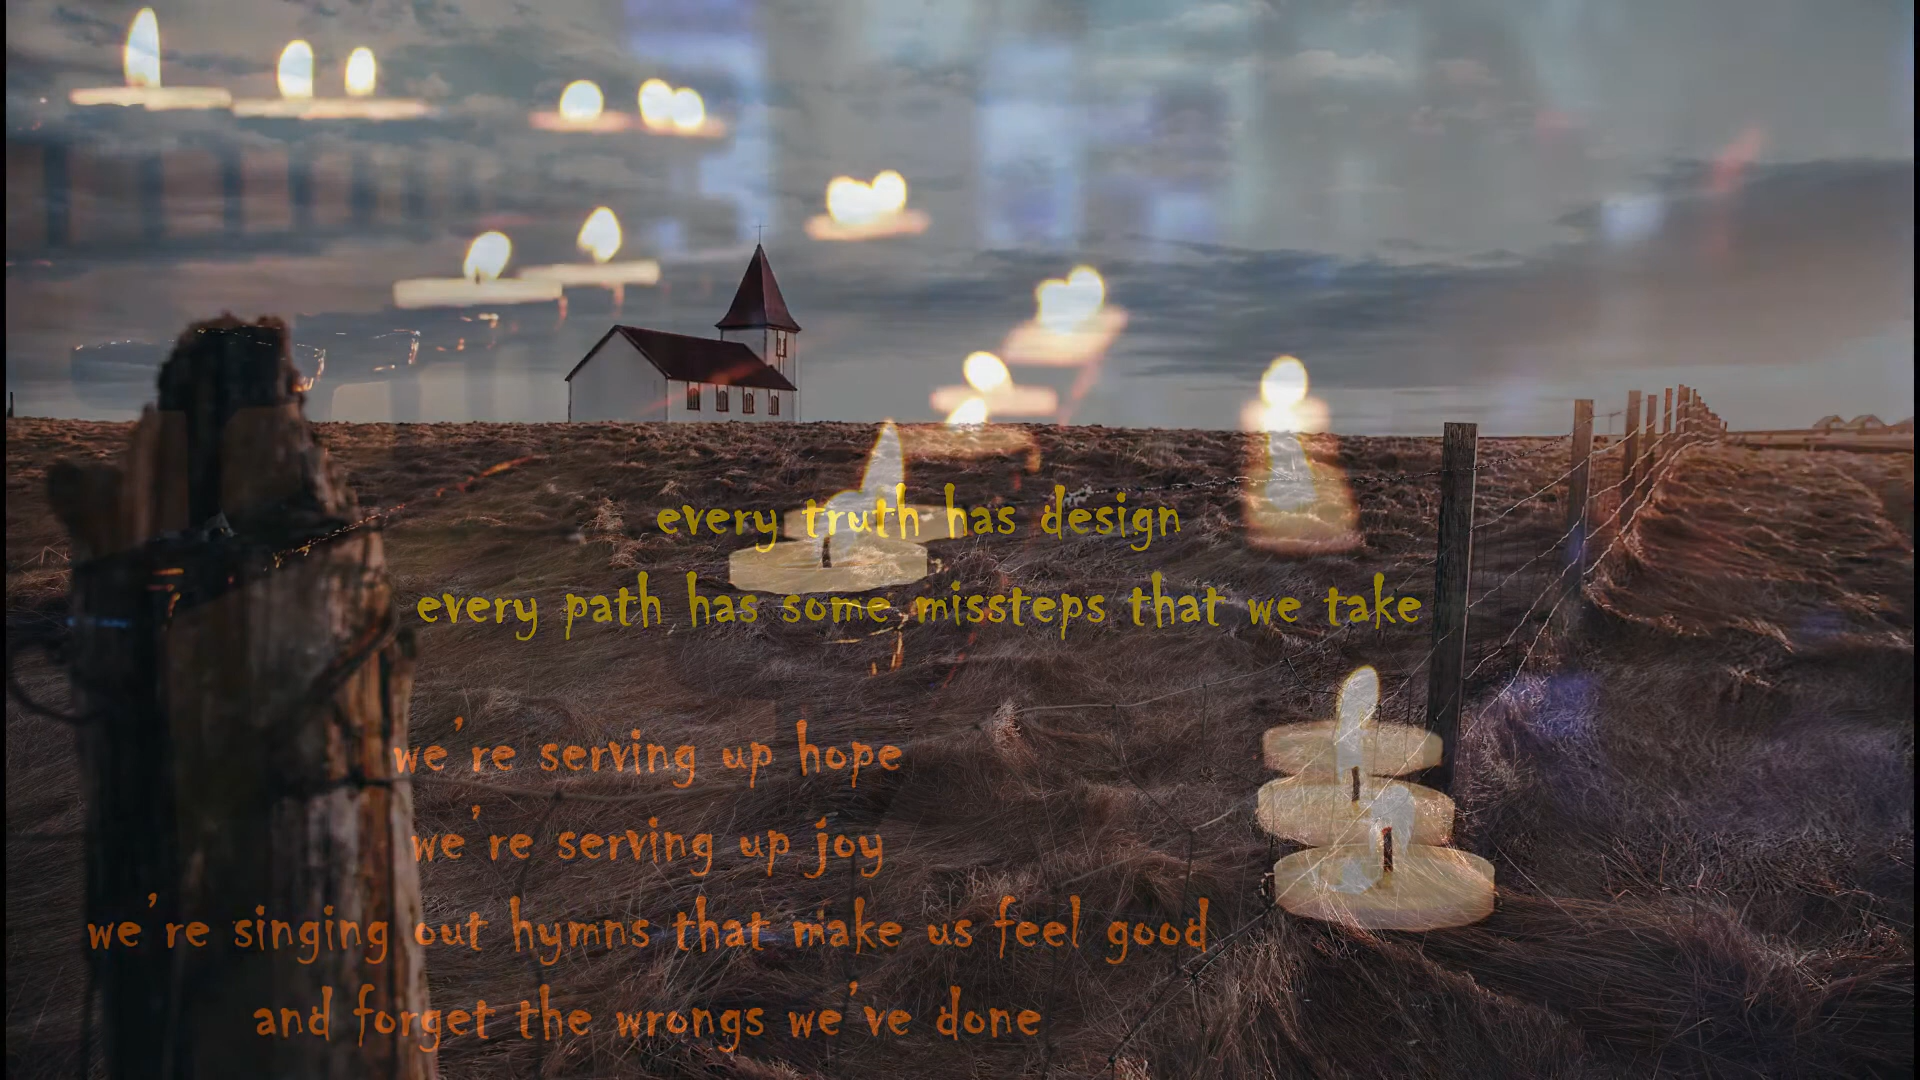 every truth has design
every path has some missteps that we take
we're serving up hope
we're serving up joy
we're singing out hymns that make us feel good
and forget the wrongs we've done